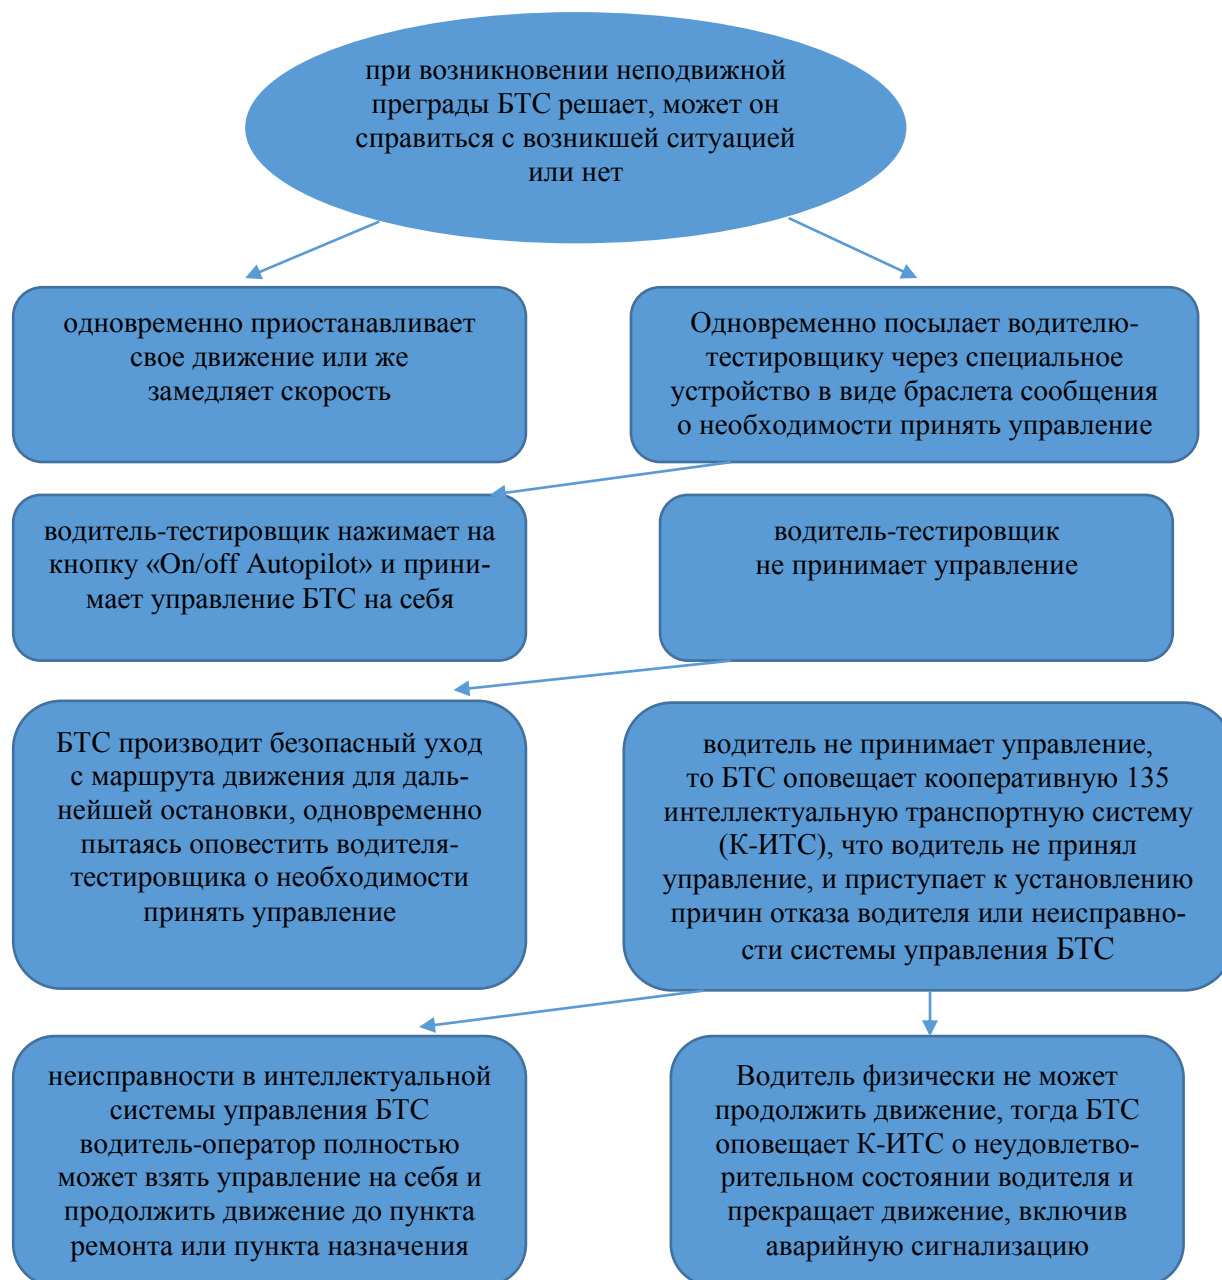 при возникновении неподвижной
преграды БТС решает, может он
справиться с возникшей ситуацией
или нет
одновременно приостанавливает
свое движение или же
замедляет скорость
Одновременно посылает водителю-
тестировщику через специальное
устройство в виде браслета сообщения
о необходимости принять управление
водитель-тестировщик нажимает на
кнопку «On/off Autopilot» и прини-
мает управление БТС на себя
водитель-тестировщик
не принимает управление
БТС производит безопасный уход
с маршрута движения для даль-
нейшей остановки, одновременно
пытаясь оповестить водителя-
тестировщика о необходимости
принять управление
водитель не принимает управление,
то БТС оповещает кооперативную 135
интеллектуальную транспортную систему
(К-ИТС), что водитель не принял
управление, и приступает к установлению
причин отказа водителя или неисправно-
сти системы управления БТС
неисправности в интеллектуальной
системы управления БТС
водитель-оператор полностью
может взять управление на себя и
продолжить движение до пункта
ремонта или пункта назначения
Водитель физически не может
продолжить движение, тогда БТС
оповещает К-ИТС о неудовлетво-
рительном состоянии водителя и
прекращает движение, включив
аварийную сигнализацию